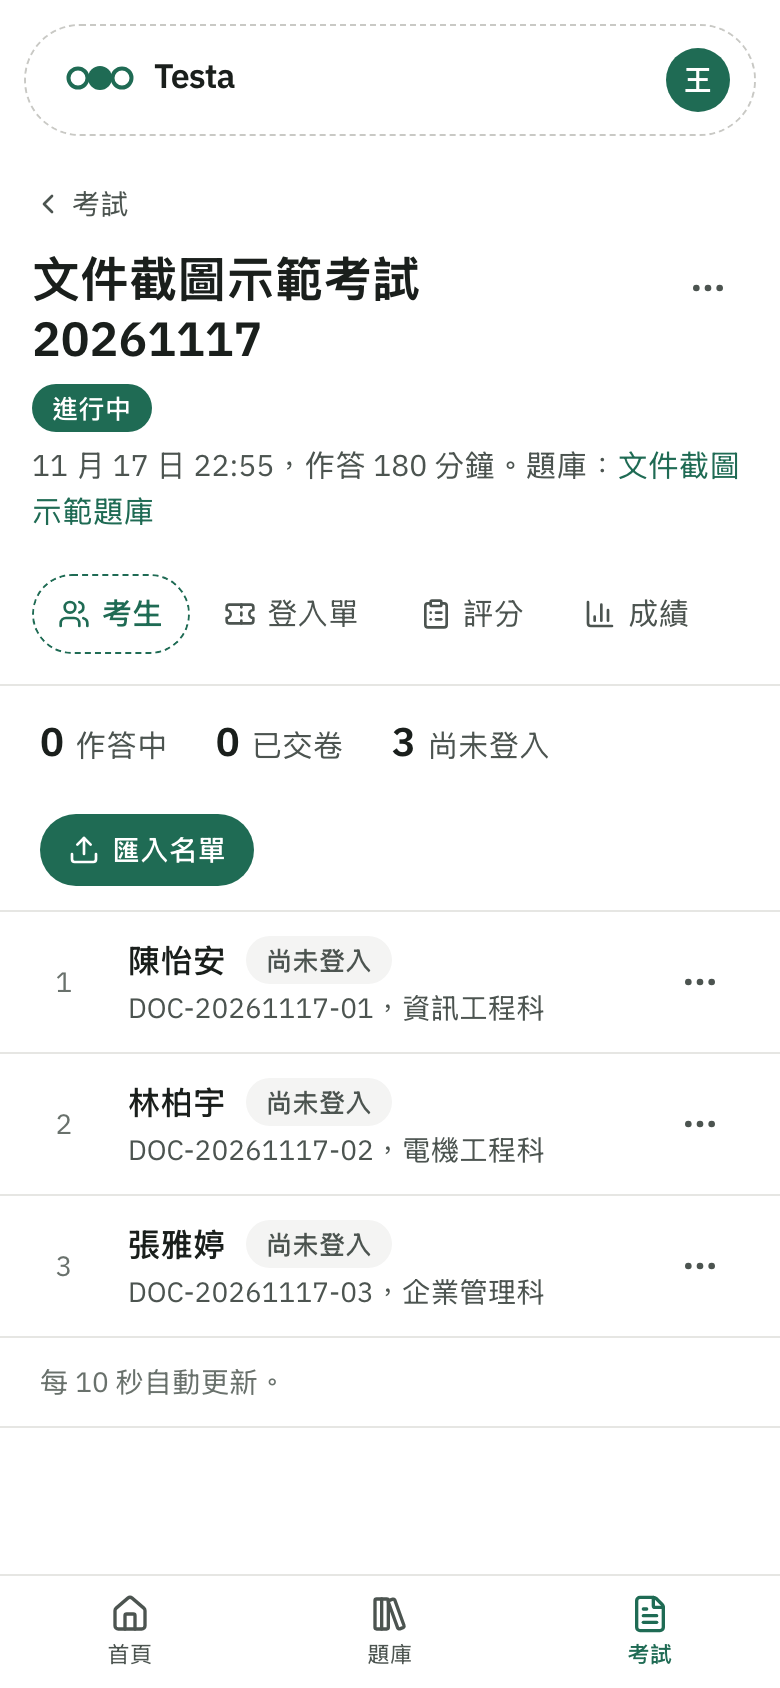 Testa
王
考試
文件截圖示範考試
20261117
進行中
11 月 17 日 22:55，作答 180 分鐘。題庫：文件截圖
示範題庫
考生 登入單 評分 成績
0 作答中 0 已交卷 3 尚未登入
匯入名單
1 陳怡安 尚未登入
DOC-20261117-01，資訊工程科
2 林柏宇 尚未登入
DOC-20261117-02，電機工程科
3 張雅婷 尚未登入
DOC-20261117-03，企業管理科
每 10 秒自動更新。
首頁 題庫 考試